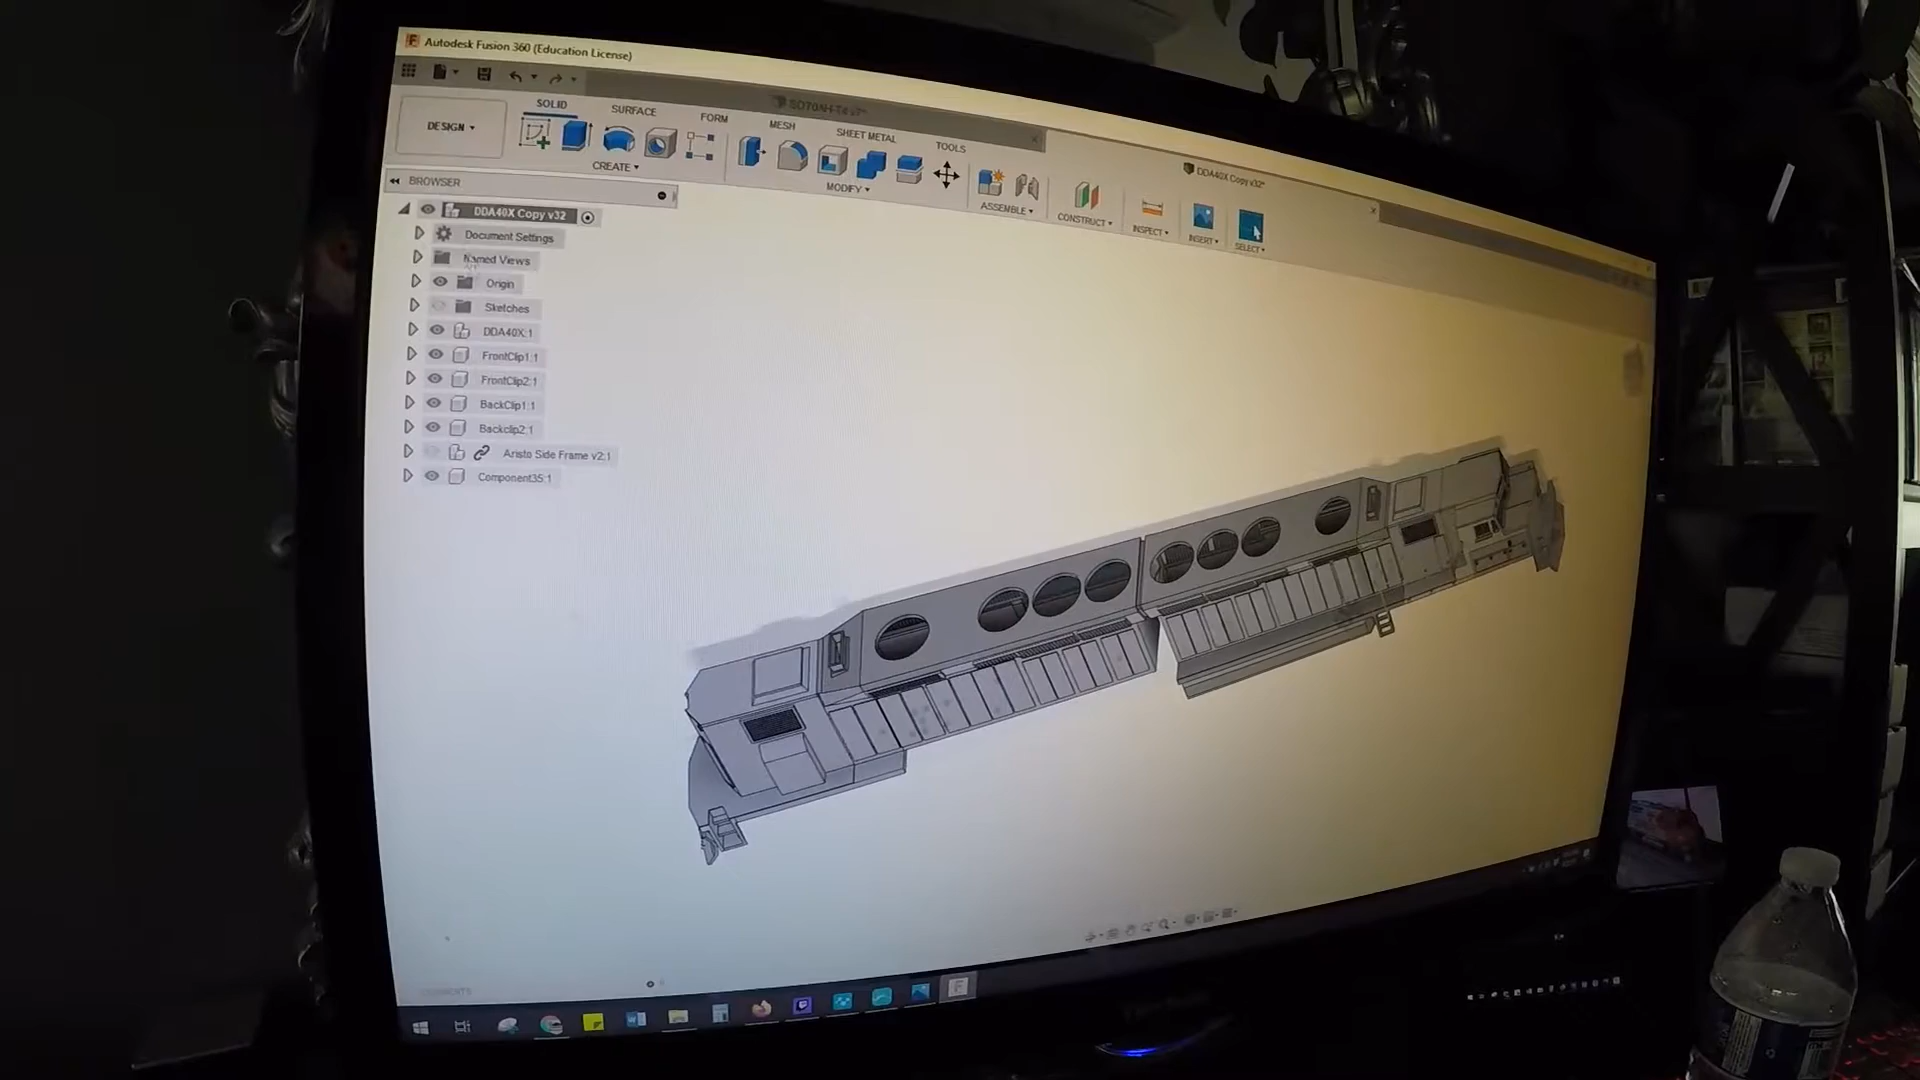 Autodesk Fusion 360 (Education License)
DDA40X Copy v32*
SOLID SURFACE FORM MESH SHEET METAL TOOLS
DESIGN
CREATE MODIFY ASSEMBLE CONSTRUCT INSPECT INSERT SELECT
BROWSER
DDA40X Copy v32
Document Settings
Named Views
Origin
Sketches
DDA40X:1
FrontClip1:1
FrontClip2:1
BackClip1:1
Backclip2:1
Aristo Side Frame v2:1
Component35:1
COMMENTS